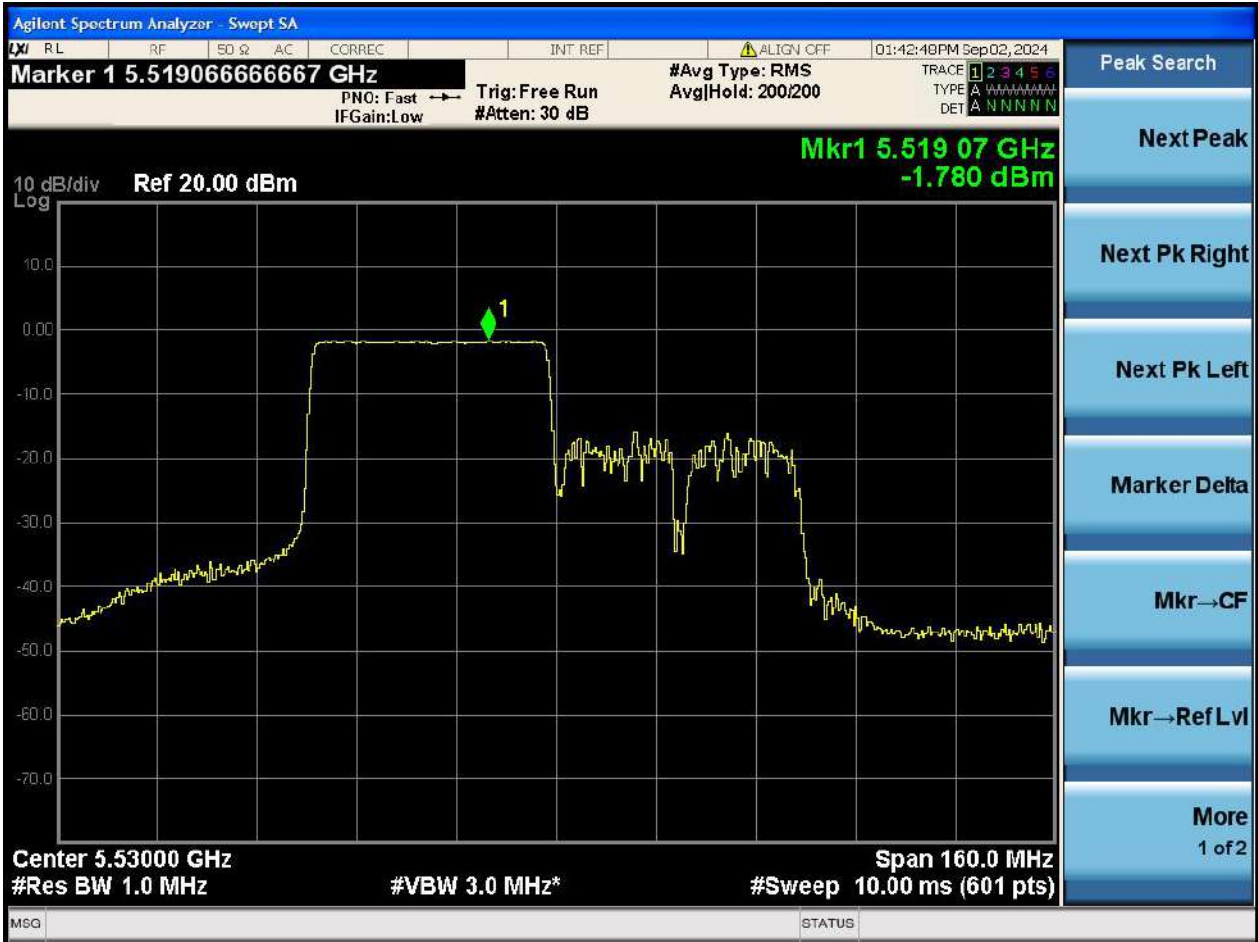 Agilent Spectrum Analyzer - Swept SA
LXI RL RF 50 Ω AC CORREC INT REF ALIGN OFF 01:42:48PM Sep 02, 2024
Marker 1 5.519066666667 GHz
PNO: Fast
IFGain:Low
Trig: Free Run
#Atten: 30 dB
#Avg Type: RMS
Avg|Hold: 200/200
TRACE 1 2 3 4 5 6
TYPE A WWWWW
DET A N N N N N
Mkr1 5.519 07 GHz
-1.780 dBm
10 dB/div Ref 20.00 dBm
Log
10.0
0.00
-10.0
-20.0
-30.0
-40.0
-50.0
-60.0
-70.0
1
Center 5.53000 GHz Span 160.0 MHz
#Res BW 1.0 MHz #VBW 3.0 MHz* #Sweep 10.00 ms (601 pts)
MSG STATUS
Peak Search
Next Peak
Next Pk Right
Next Pk Left
Marker Delta
Mkr→CF
Mkr→Ref Lvl
More
1 of 2